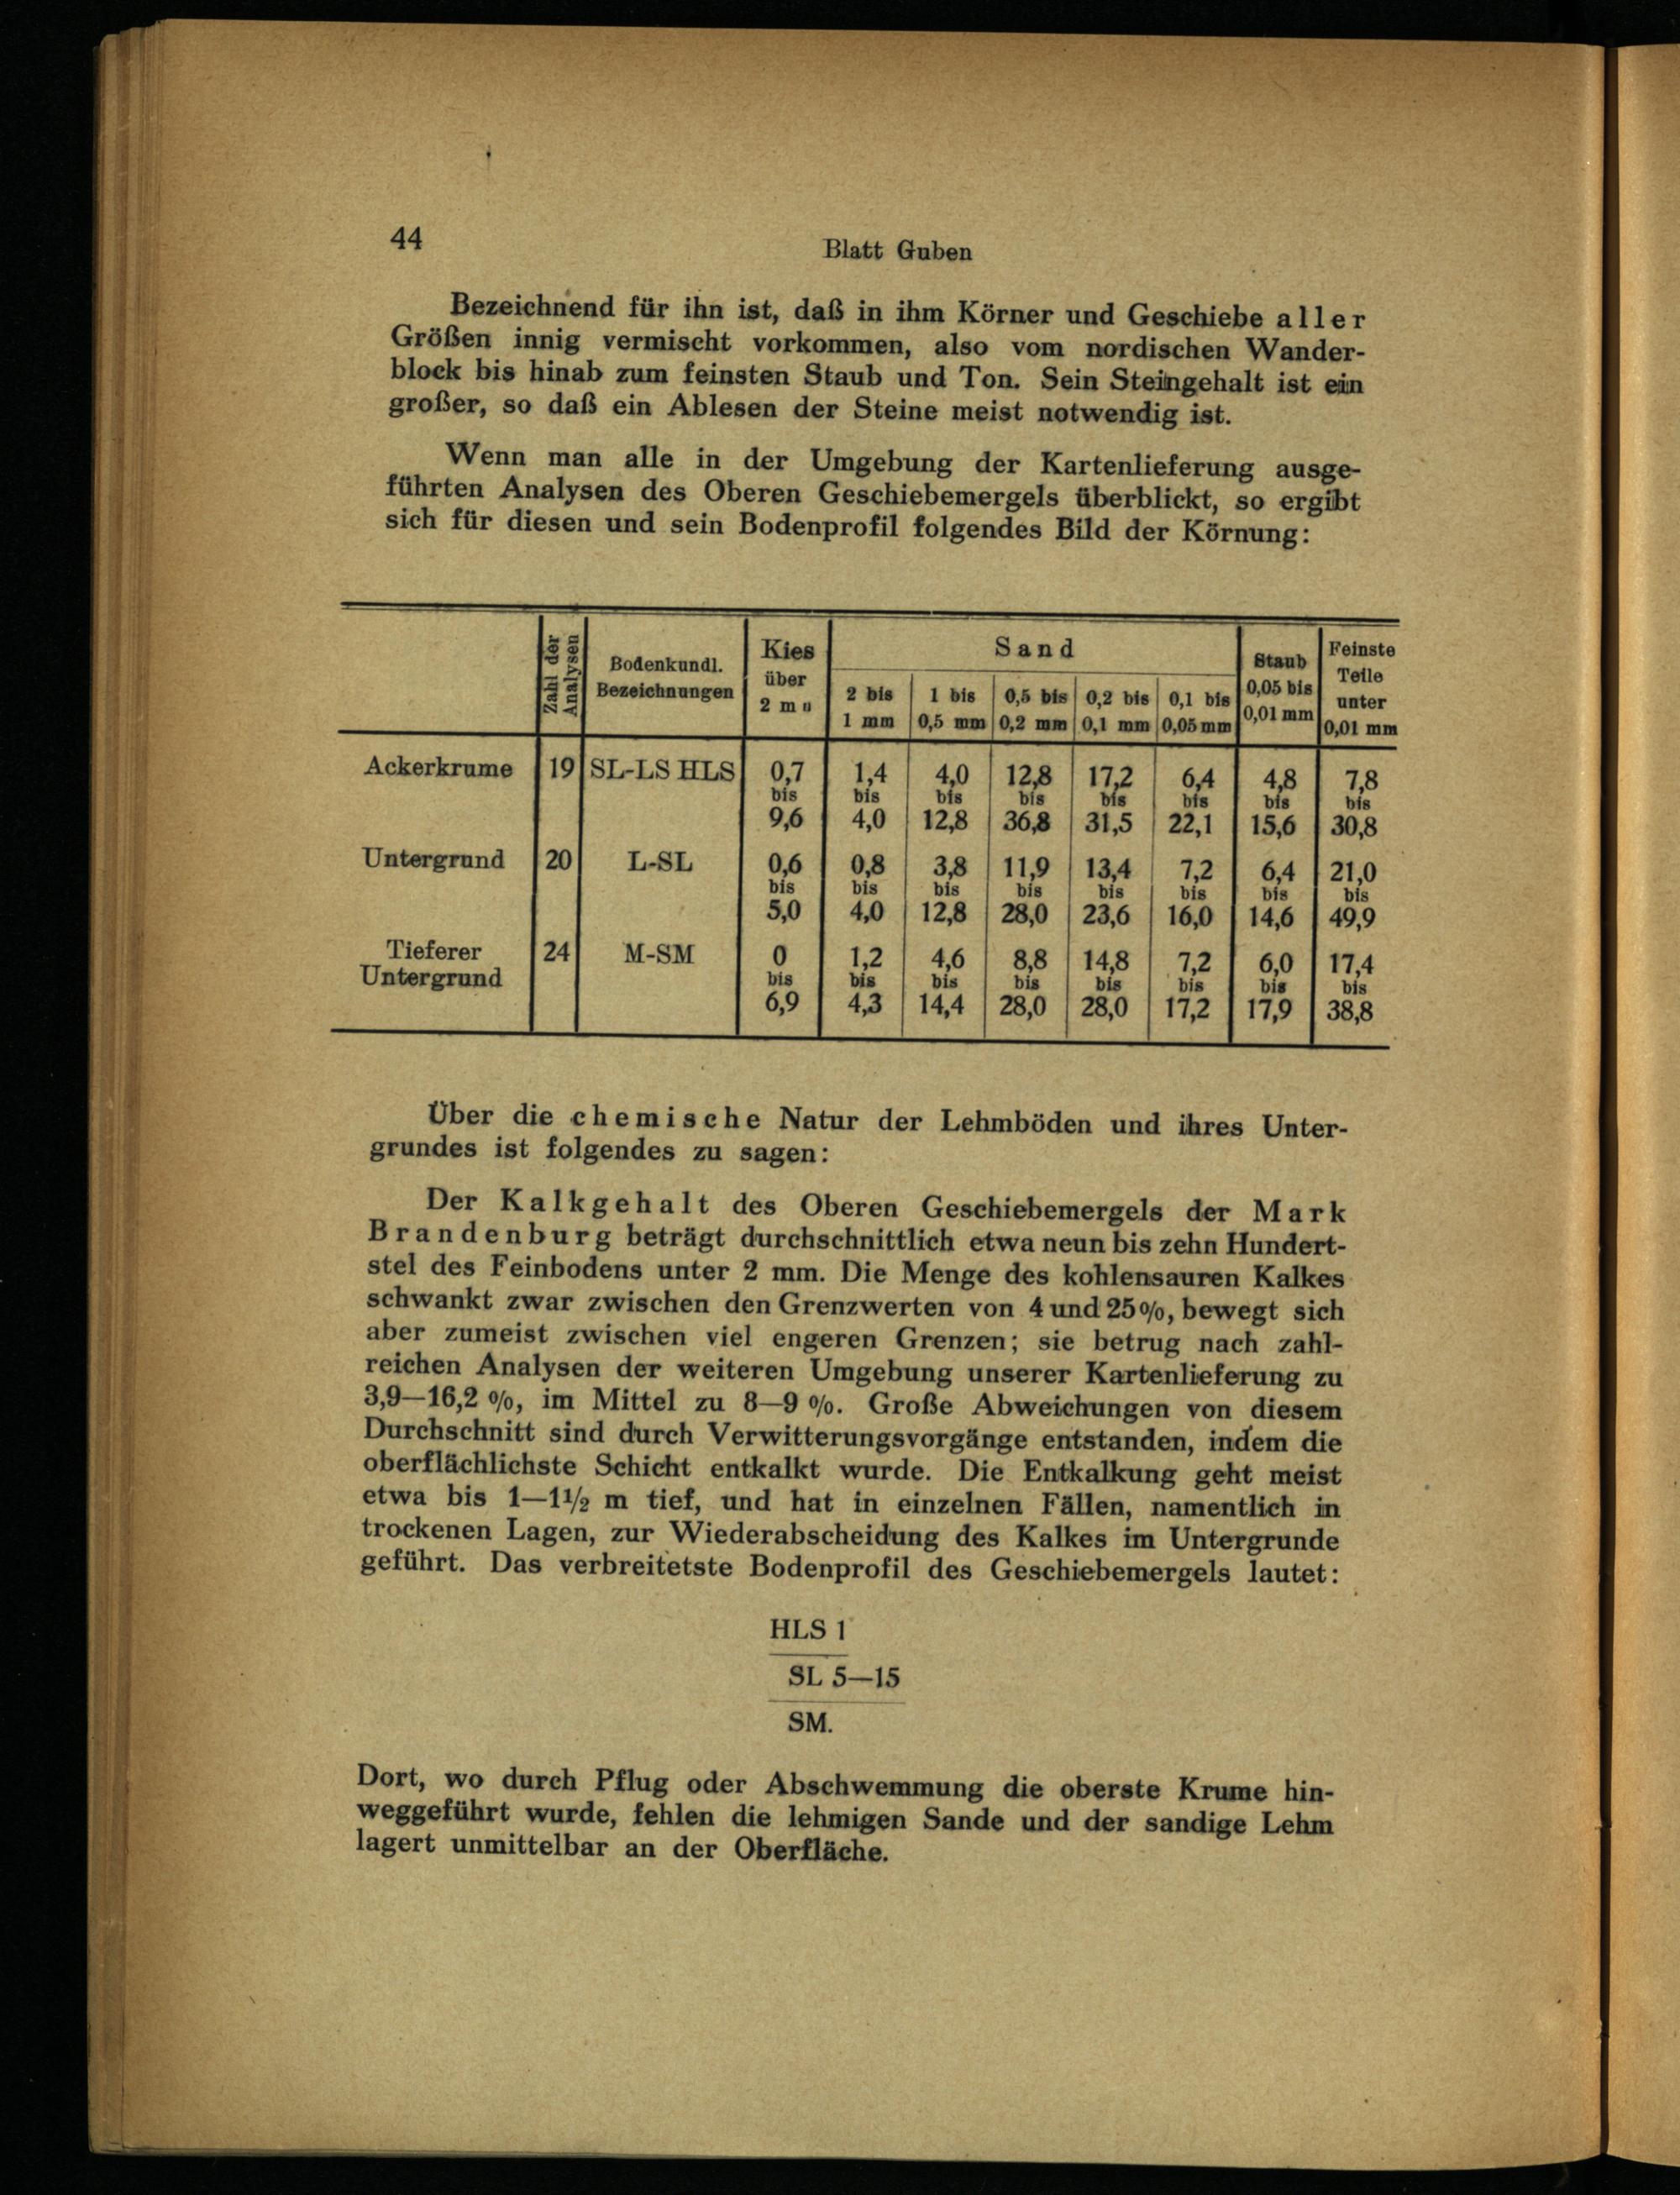 44
Blatt Guben
Bezeichnend für ihn ist, daß in ihm Körner und Geschiebe aller
Größen innig vermischt vorkommen, also vom nordischen Wander-
block bis hinab zum feinsten Staub und Ton. Sein Steingehalt ist ein
großer, so daß ein Ablesen der Steine meist notwendig ist.
Wenn man alle in der Umgebung der Kartenlieferung ausge-
führten Analysen des Oberen Geschiebemergels überblickt, so ergibt
sich für diesen und sein Bodenprofil folgendes Bild der Körnung:
Zahl der Analysen
Bodenkundl. Bezeichnungen
Kies über 2 mm
Sand
2 bis 1 mm
1 bis 0,5 mm
0,5 bis 0,2 mm
0,2 bis 0,1 mm
0,1 bis 0,05 mm
Staub 0,05 bis 0,01 mm
Feinste Teile unter 0,01 mm
Ackerkrume 19 SL-LS HLS 0,7 1,4 4,0 12,8 17,2 6,4 4,8 7,8
bis bis bis bis bis bis bis bis
9,6 4,0 12,8 36,8 31,5 22,1 15,6 30,8
Untergrund 20 L-SL 0,6 0,8 3,8 11,9 13,4 7,2 6,4 21,0
bis bis bis bis bis bis bis bis
5,0 4,0 12,8 28,0 23,6 16,0 14,6 49,9
Tieferer 24 M-SM 0 1,2 4,6 8,8 14,8 7,2 6,0 17,4
Untergrund bis bis bis bis bis bis bis bis
6,9 4,3 14,4 28,0 28,0 17,2 17,9 38,8
Über die chemische Natur der Lehmböden und ihres Unter-
grundes ist folgendes zu sagen:
Der Kalkgehalt des Oberen Geschiebemergels der Mark
Brandenburg beträgt durchschnittlich etwa neun bis zehn Hundert-
stel des Feinbodens unter 2 mm. Die Menge des kohlensauren Kalkes
schwankt zwar zwischen den Grenzwerten von 4 und 25%, bewegt sich
aber zumeist zwischen viel engeren Grenzen; sie betrug nach zahl-
reichen Analysen der weiteren Umgebung unserer Kartenlieferung zu
3,9—16,2 %, im Mittel zu 8—9 %. Große Abweichungen von diesem
Durchschnitt sind durch Verwitterungsvorgänge entstanden, indem die
oberflächlichste Schicht entkalkt wurde. Die Entkalkung geht meist
etwa bis 1—1½ m tief, und hat in einzelnen Fällen, namentlich in
trockenen Lagen, zur Wiederabscheidung des Kalkes im Untergrunde
geführt. Das verbreitetste Bodenprofil des Geschiebemergels lautet:
HLS 1
SL 5—15
SM.
Dort, wo durch Pflug oder Abschwemmung die oberste Krume hin-
weggeführt wurde, fehlen die lehmigen Sande und der sandige Lehm
lagert unmittelbar an der Oberfläche.